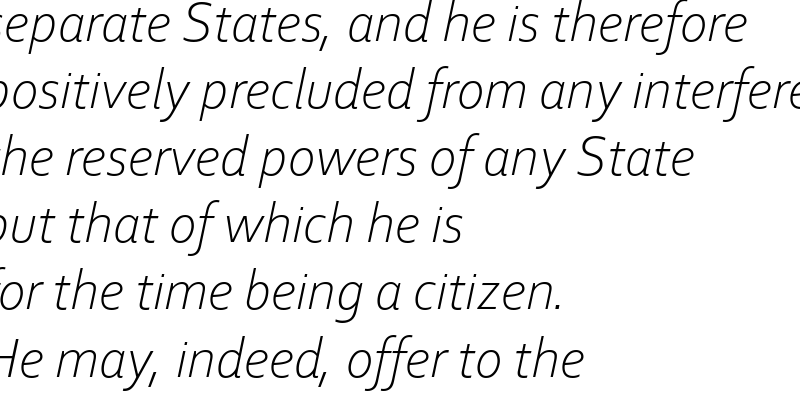 separate States, and he is therefore
positively precluded from any interfere
the reserved powers of any State
but that of which he is
for the time being a citizen.
He may, indeed, offer to the